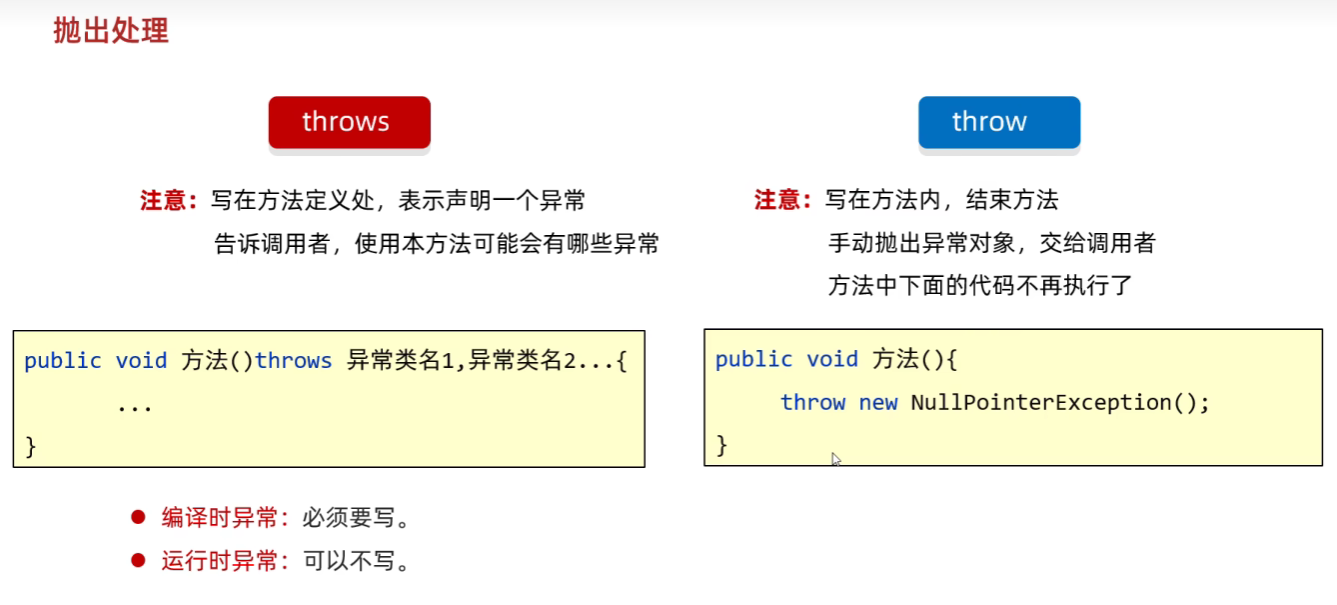 抛出处理
throws
注意：写在方法定义处，表示声明一个异常
告诉调用者，使用本方法可能会有哪些异常
public void 方法()throws 异常类名1,异常类名2...{
...
}
编译时异常：必须要写。
运行时异常：可以不写。
throw
注意：写在方法内，结束方法
手动抛出异常对象，交给调用者
方法中下面的代码不再执行了
public void 方法(){
throw new NullPointerException();
}